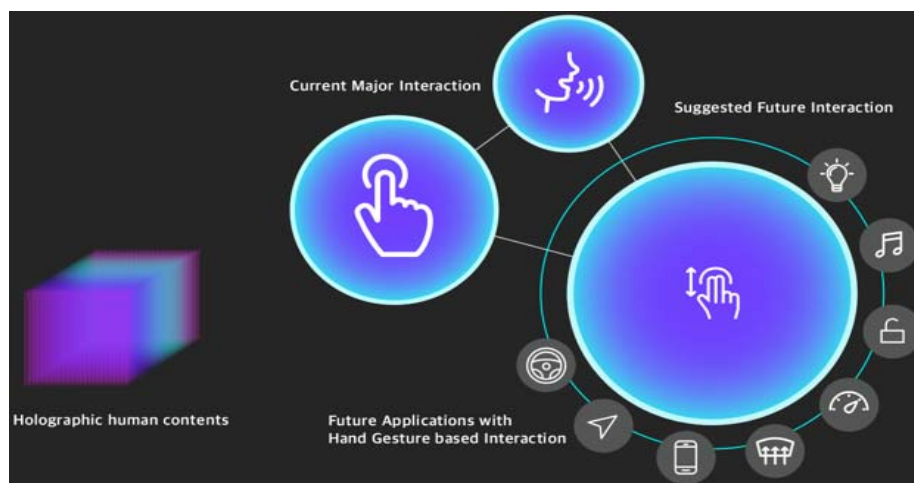 Current Major Interaction
Suggested Future Interaction
Holographic human contents
Future Applications with
Hand Gesture based Interaction